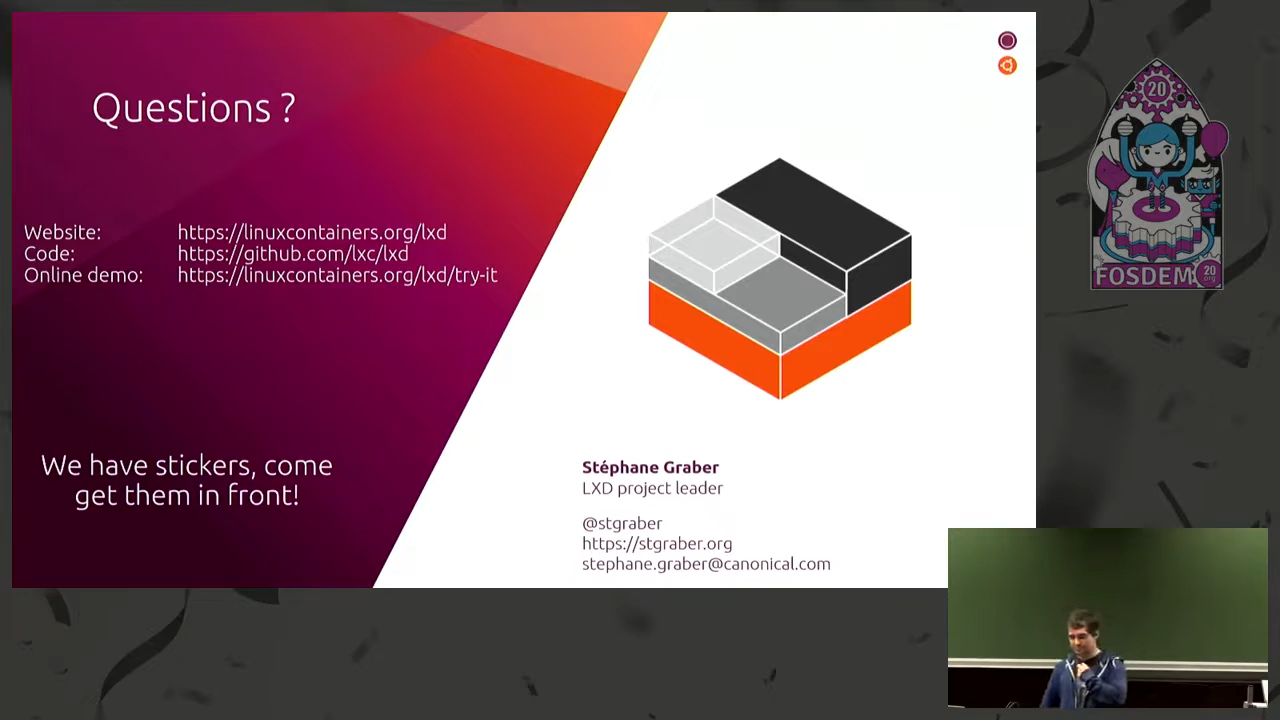 Questions ?
Website: https://linuxcontainers.org/lxd
Code: https://github.com/lxc/lxd
Online demo: https://linuxcontainers.org/lxd/try-it
We have stickers, come
get them in front!
Stéphane Graber
LXD project leader
@stgraber
https://stgraber.org
stephane.graber@canonical.com
20
FOSDEM
20
.org